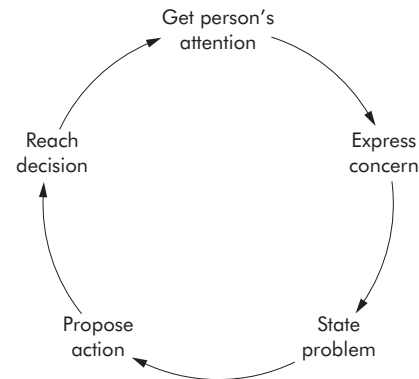 Get person's
attention
Express
concern
State
problem
Propose
action
Reach
decision